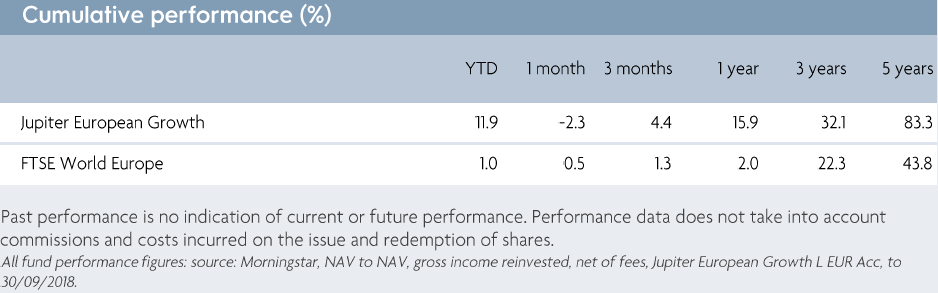 Cumulative performance (%)
YTD 1 month 3 months 1 year 3 years 5 years
Jupiter European Growth 11.9 -2.3 4.4 15.9 32.1 83.3
FTSE World Europe 1.0 0.5 1.3 2.0 22.3 43.8
Past performance is no indication of current or future performance. Performance data does not take into account
commissions and costs incurred on the issue and redemption of shares.
All fund performance figures: source: Morningstar, NAV to NAV, gross income reinvested, net of fees, Jupiter European Growth L EUR Acc, to
30/09/2018.